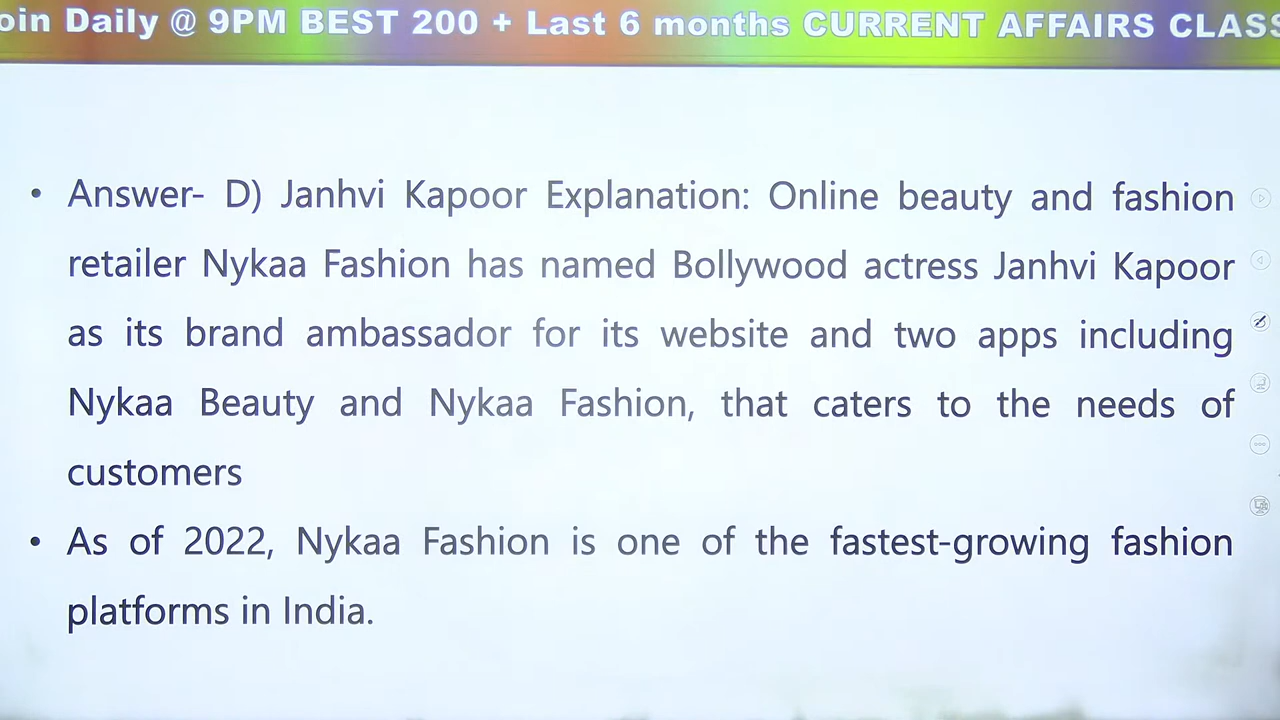 oin Daily @ 9PM BEST 200 + Last 6 months CURRENT AFFAIRS CLASS
• Answer- D) Janhvi Kapoor Explanation: Online beauty and fashion
retailer Nykaa Fashion has named Bollywood actress Janhvi Kapoor
as its brand ambassador for its website and two apps including
Nykaa Beauty and Nykaa Fashion, that caters to the needs of
customers
• As of 2022, Nykaa Fashion is one of the fastest-growing fashion
platforms in India.